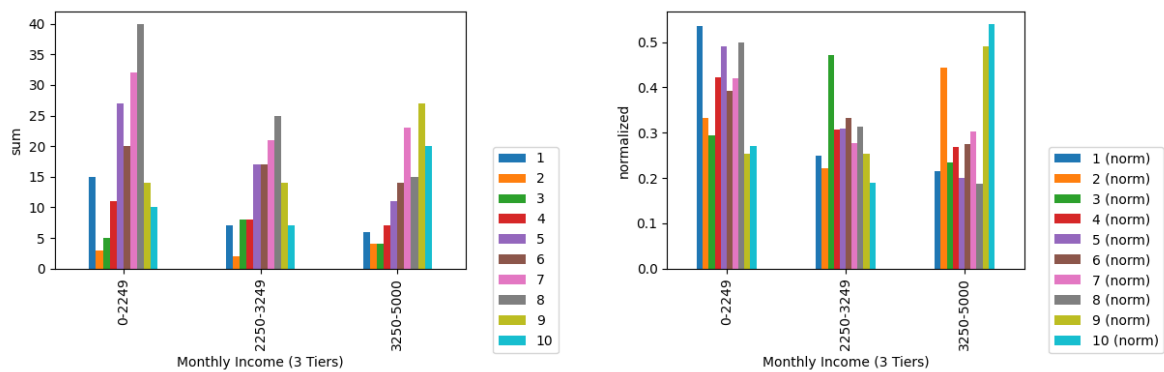 40
35
30
25
20
15
10
5
0
sum
0-2249
2250-3249
3250-5000
Monthly Income (3 Tiers)
1
2
3
4
5
6
7
8
9
10
0.5
0.4
0.3
0.2
0.1
0.0
normalized
0-2249
2250-3249
3250-5000
Monthly Income (3 Tiers)
1 (norm)
2 (norm)
3 (norm)
4 (norm)
5 (norm)
6 (norm)
7 (norm)
8 (norm)
9 (norm)
10 (norm)